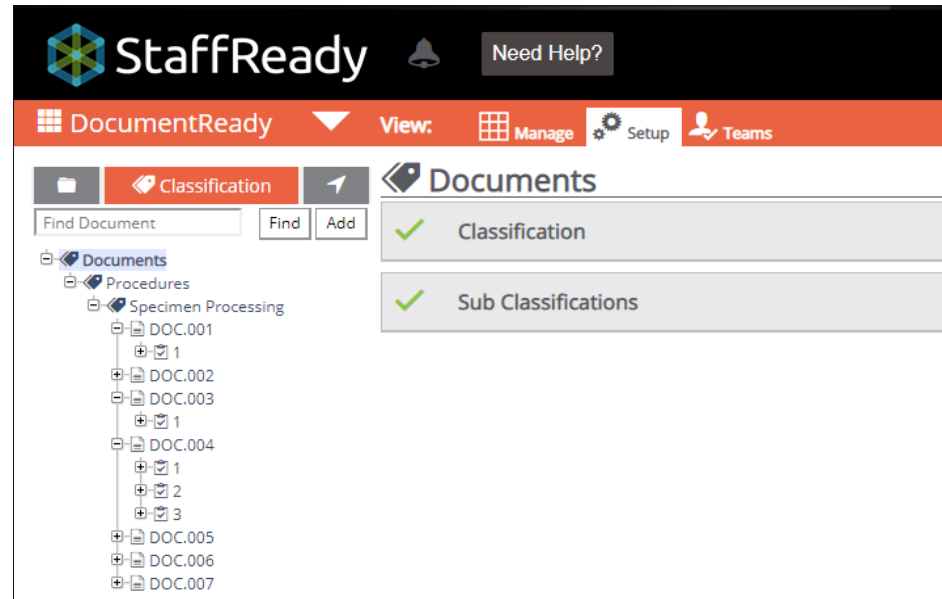 StaffReady
Need Help?
DocumentReady
View:
Manage
Setup
Teams
Classification
Find Document
Find
Add
Documents
Procedures
Specimen Processing
DOC.001
1
DOC.002
DOC.003
1
DOC.004
1
2
3
DOC.005
DOC.006
DOC.007
Documents
Classification
Sub Classifications